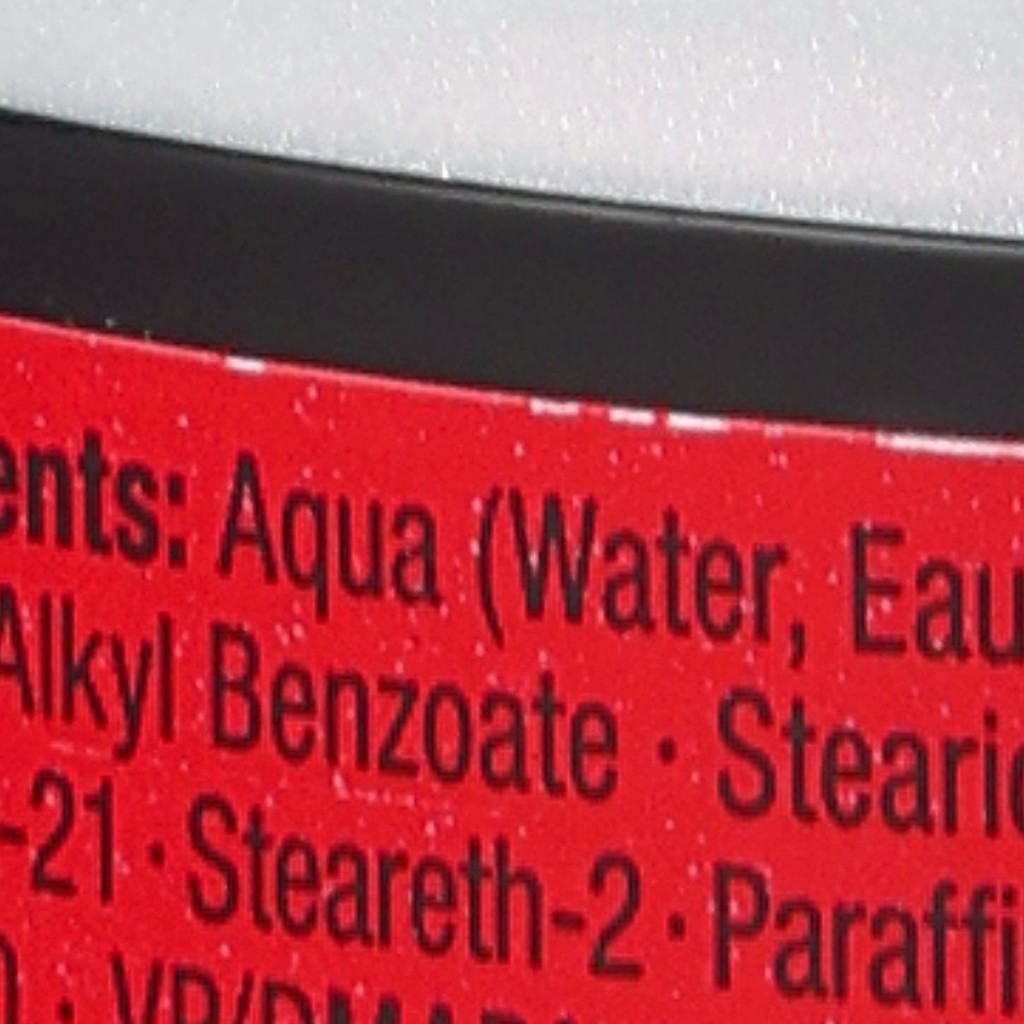 ents: Aqua (Water, Eau
Alkyl Benzoate · Stearic
-21 · Steareth-2 · Paraffi